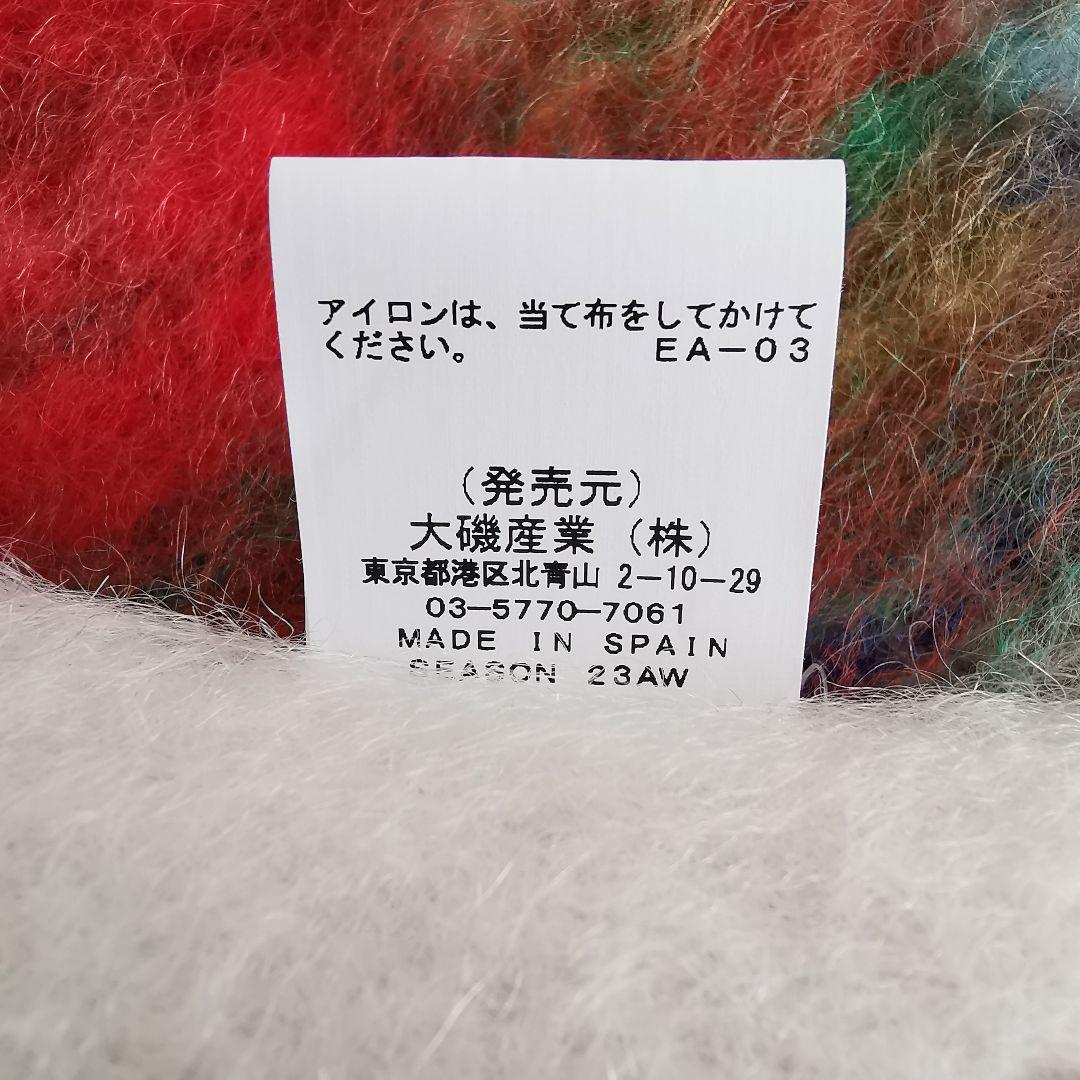 アイロンは、当て布をしてかけて
ください。 EA-03
(発売元)
大磯産業(株)
東京都港区北青山 2-10-29
03-5770-7061
MADE IN SPAIN
SEASON 23AW